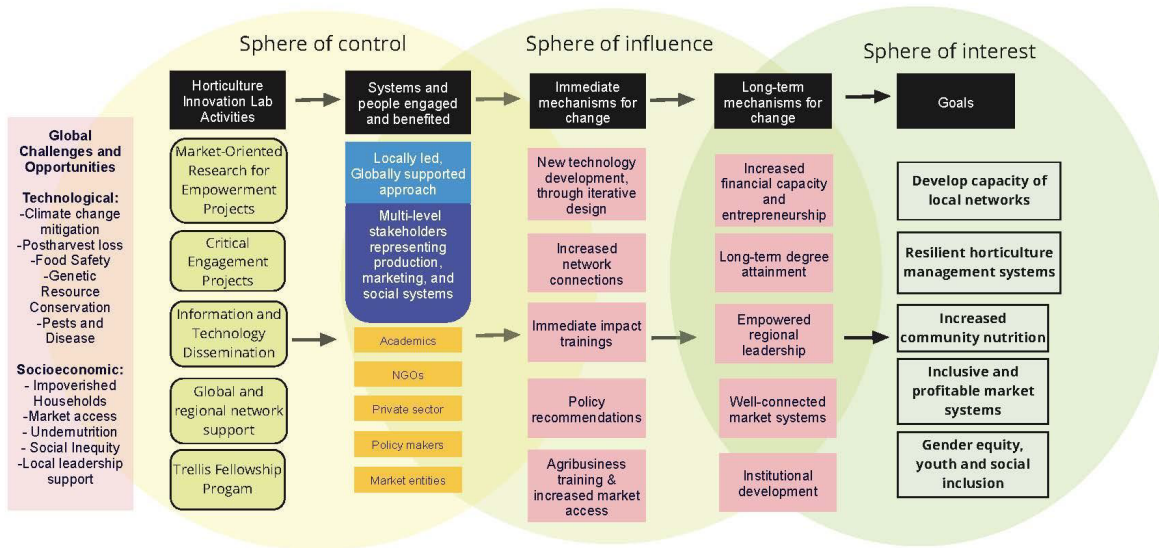 Sphere of control
Sphere of influence
Sphere of interest
Global
Challenges and
Opportunities
Technological:
-Climate change
mitigation
-Postharvest loss
-Food Safety
-Genetic
Resource
Conservation
-Pests and
Disease
Socioeconomic:
- Impoverished
Households
- Market access
- Undernutrition
- Social Inequity
-Local leadership
support
Horticulture
Innovation Lab
Activities
Market-Oriented
Research for
Empowerment
Projects
Critical
Engagement
Projects
Information and
Technology
Dissemination
Global and
regional network
support
Trellis Fellowship
Progam
Systems and
people engaged
and benefited
Locally led,
Globally supported
approach
Multi-level
stakeholders
representing
production,
marketing, and
social systems
Academics
NGOs
Private sector
Policy makers
Market entities
Immediate
mechanisms for
change
New technology
development,
through iterative
design
Increased
network
connections
Immediate impact
trainings
Policy
recommendations
Agribusiness
training &
increased market
access
Long-term
mechanisms for
change
Increased
financial capacity
and
entrepreneurship
Long-term degree
attainment
Empowered
regional
leadership
Well-connected
market systems
Institutional
development
Goals
Develop capacity of
local networks
Resilient horticulture
management systems
Increased
community nutrition
Inclusive and
profitable market
systems
Gender equity,
youth and social
inclusion